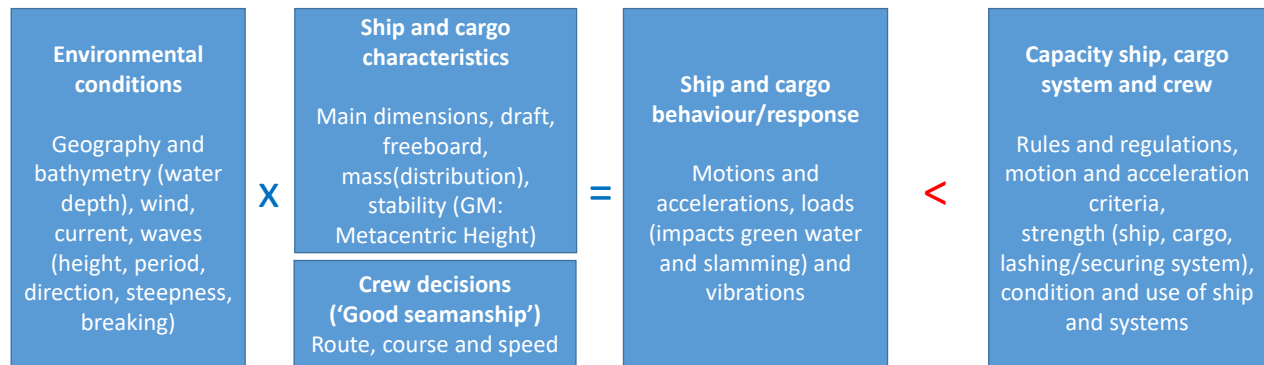 Environmental
conditions
Geography and
bathymetry (water
depth), wind,
current, waves
(height, period,
direction, steepness,
breaking)
x
Ship and cargo
characteristics
Main dimensions, draft,
freeboard,
mass(distribution),
stability (GM:
Metacentric Height)
Crew decisions
('Good seamanship')
Route, course and speed
=
Ship and cargo
behaviour/response
Motions and
accelerations, loads
(impacts green water
and slamming) and
vibrations
<
Capacity ship, cargo
system and crew
Rules and regulations,
motion and acceleration
criteria,
strength (ship, cargo,
lashing/securing system),
condition and use of ship
and systems